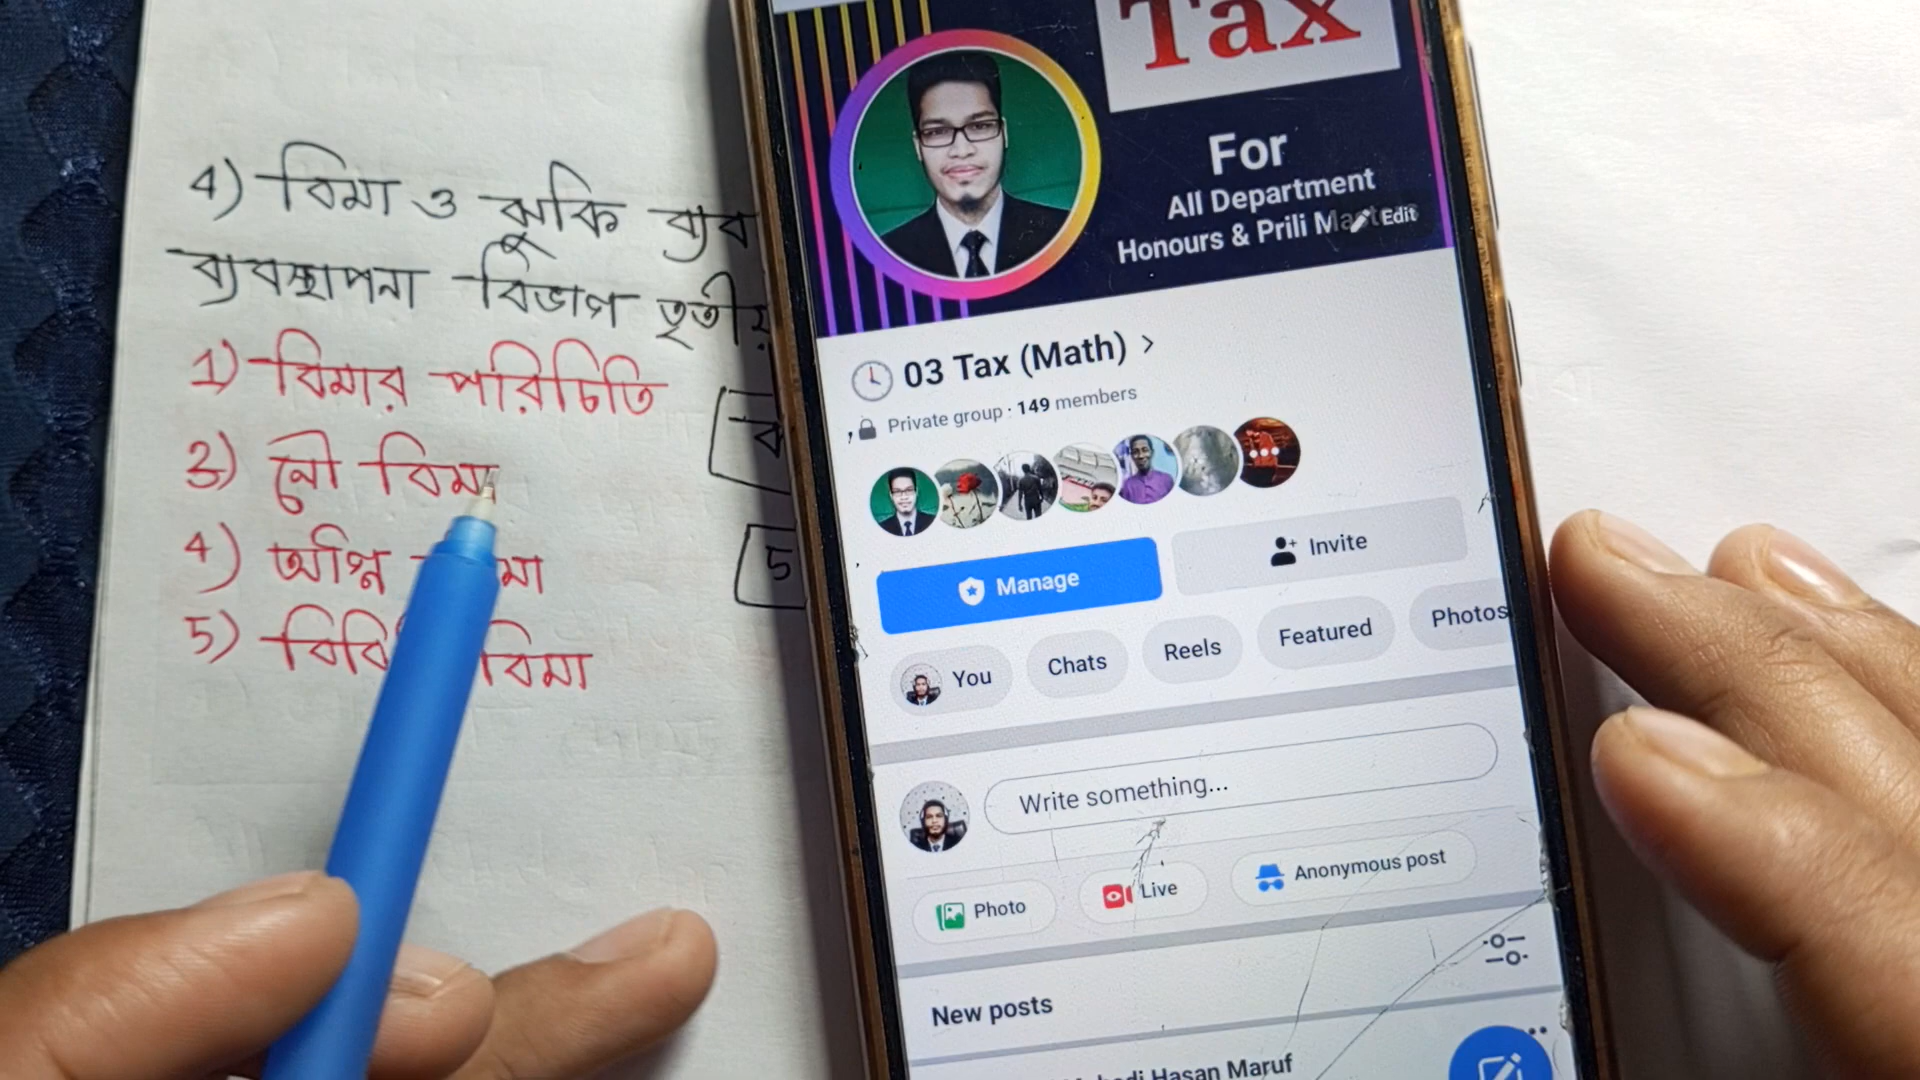 4) বিমা ও ঝুকি ব্যব
ব্যবস্থাপনা বিভাগ তৃতীয়
1) বিমার পরিচিতি
3) নৌ বিমা
4) অগ্নি মা
5) বিবি বিমা
ব
5
Tax
For
All Department
Honours & Prili Masters
Edit
03 Tax (Math) >
Private group · 149 members
Manage
Invite
You
Chats
Reels
Featured
Photos
Write something...
Photo
Live
Anonymous post
New posts
Hasan Maruf